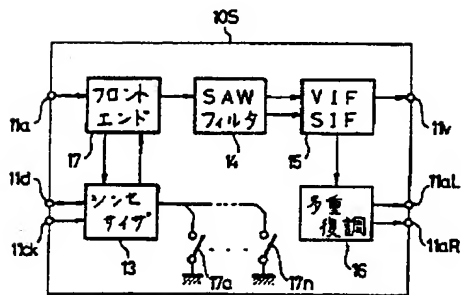 10S
11a
フロント
エンド
17
SAW
フィルタ
14
VIF
SIF
15
11v
11d
11ck
シンセ
サイザ
13
17a
17n
多重
復調
16
11aL
11aR